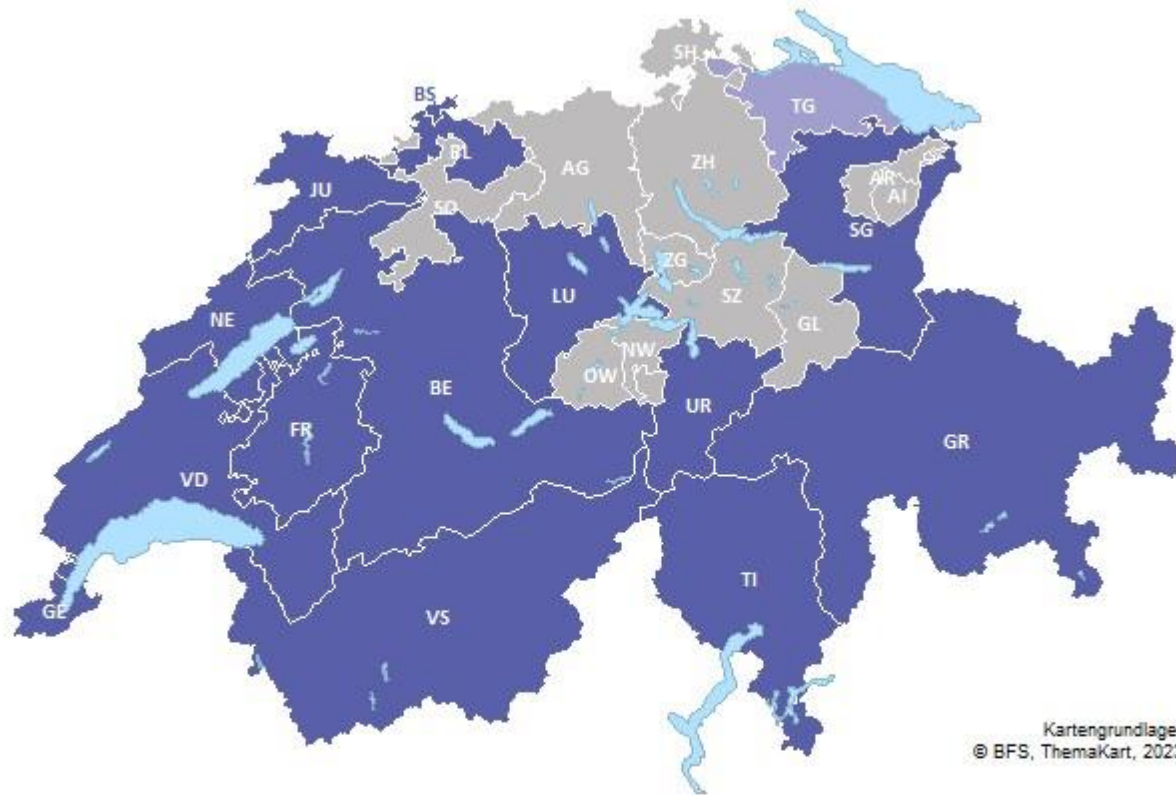 SH
BS
TG
BL
AG
ZH
JU
AR
AI
SO
SG
ZG
LU
SZ
NE
GL
NW
OW
BE
UR
FR
GR
VD
TI
GE
VS
Kartengrundlage
© BFS, ThemaKart, 202